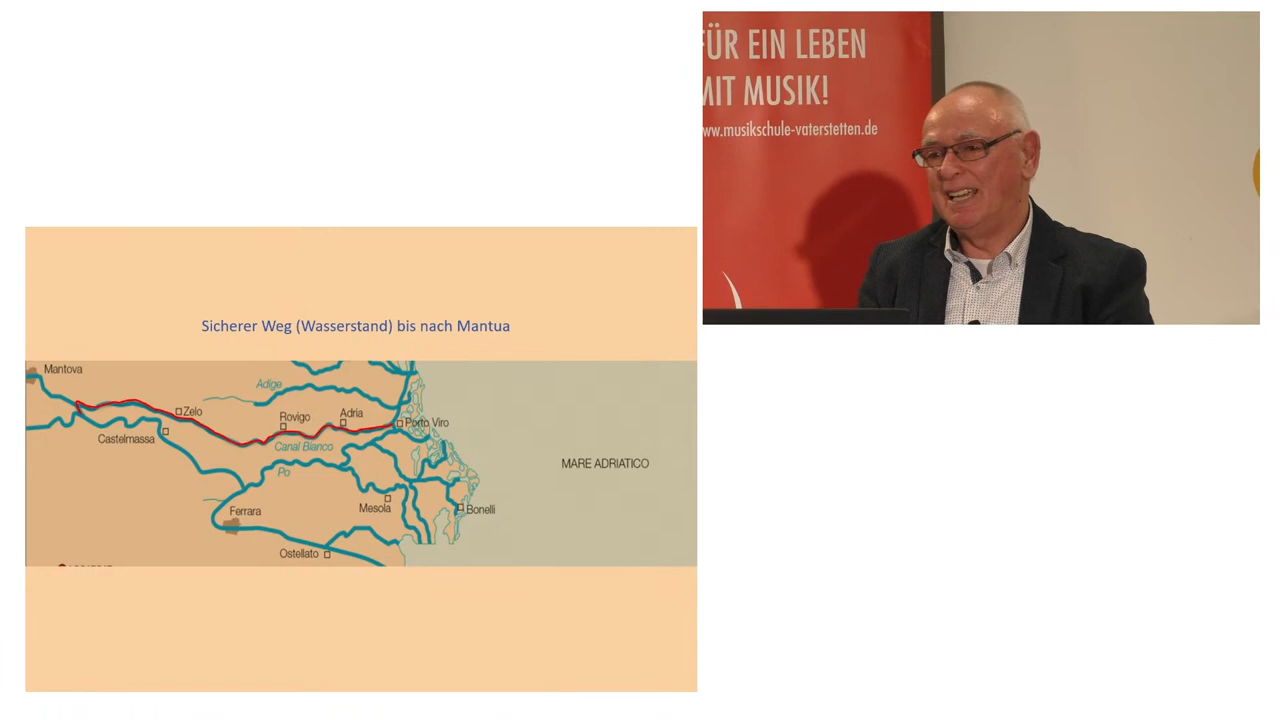 FÜR EIN LEBEN
MIT MUSIK!
www.musikschule-vaterstetten.de
Sicherer Weg (Wasserstand) bis nach Mantua
Mantova
Adige
Zelo
Rovigo
Adria
Porto Viro
Castelmassa
Canal Bianco
Po
MARE ADRIATICO
Mesola
Bonelli
Ferrara
Ostellato